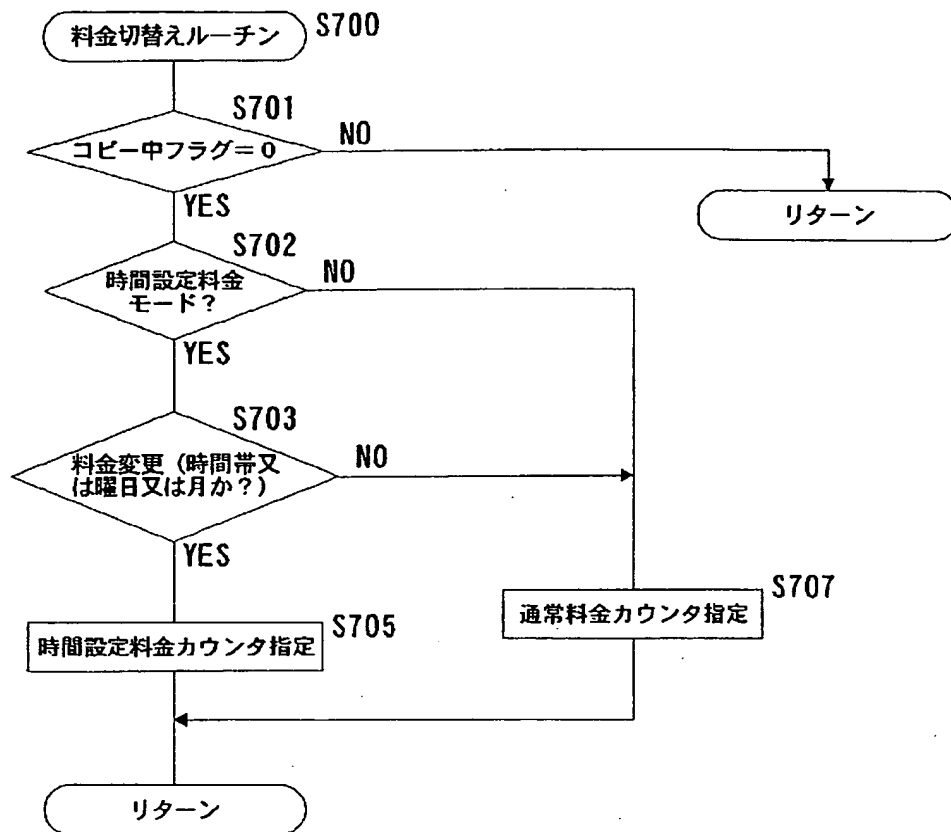 料金切替えルーチン
S700
S701
コピー中フラグ=0
NO
YES
リターン
S702
時間設定料金
モード?
NO
YES
S703
料金変更(時間帯又
は曜日又は月か?)
NO
YES
S705
時間設定料金カウンタ指定
S707
通常料金カウンタ指定
リターン